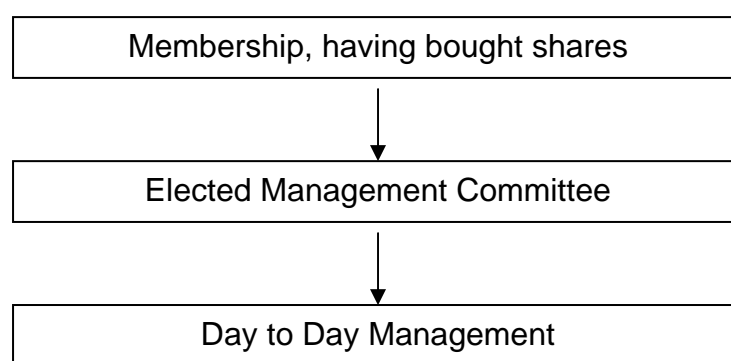 Membership, having bought shares
Elected Management Committee
Day to Day Management